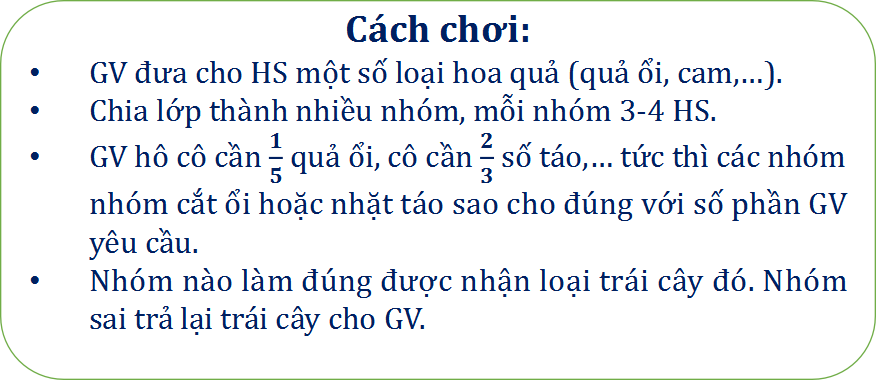 Cách chơi:
• GV đưa cho HS một số loại hoa quả (quả ổi, cam,...).
• Chia lớp thành nhiều nhóm, mỗi nhóm 3-4 HS.
• GV hô cô cần 1/5 quả ổi, cô cần 2/3 số táo,... tức thì các nhóm
nhóm cắt ổi hoặc nhặt táo sao cho đúng với số phần GV
yêu cầu.
• Nhóm nào làm đúng được nhận loại trái cây đó. Nhóm
sai trả lại trái cây cho GV.